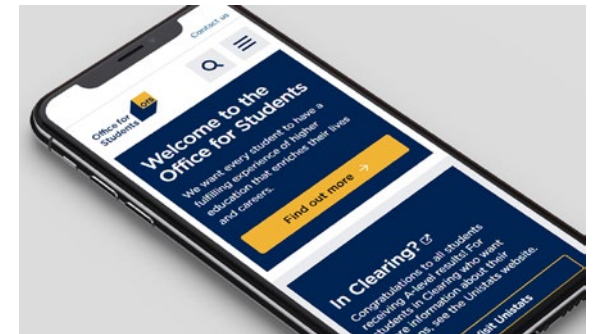 Contact us
Office for
Students
OfS
Welcome to the
Office for Students
We want every student to have a
fulfilling experience of higher
education that enriches their lives
and careers.
Find out more →
In Clearing?
Congratulations to all students
receiving A-level results! For
students in Clearing who want
more information about their
see the Unistats website.
Visit Unistats